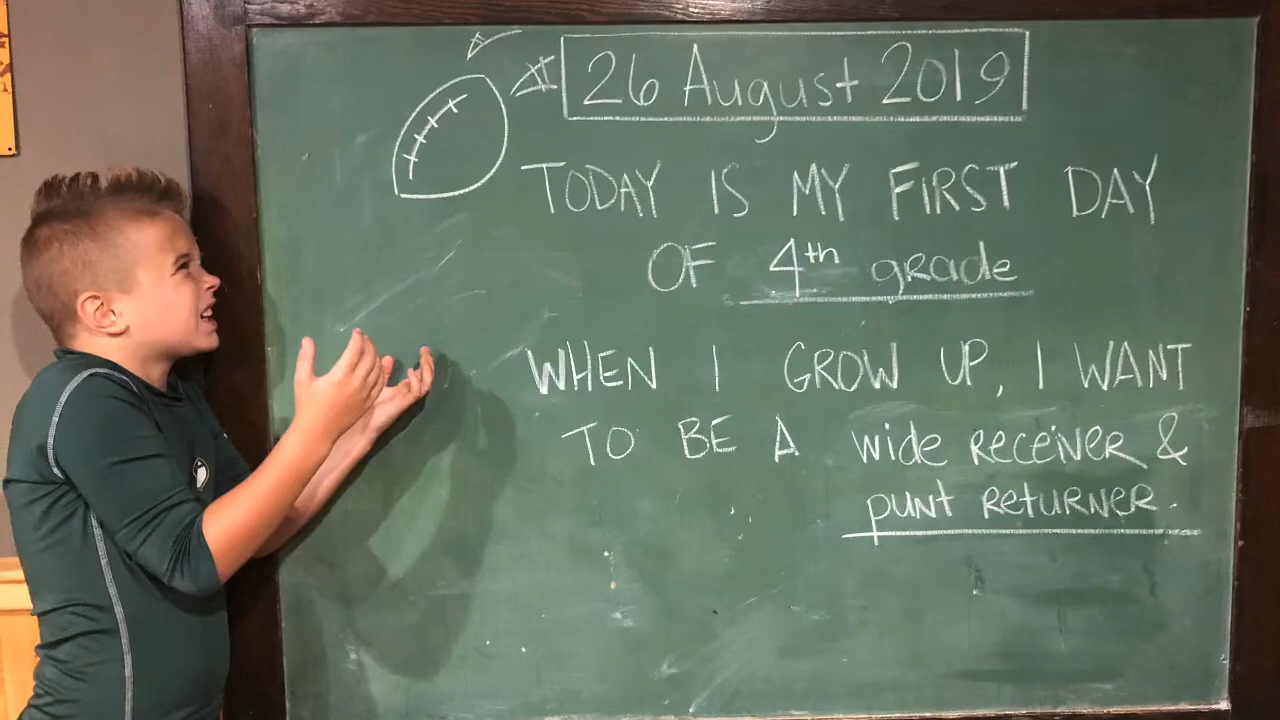 26 August 2019
TODAY IS MY FIRST DAY
OF 4th grade
WHEN I GROW UP, I WANT
TO BE A wide RECEIVER &
punt RETURNER.